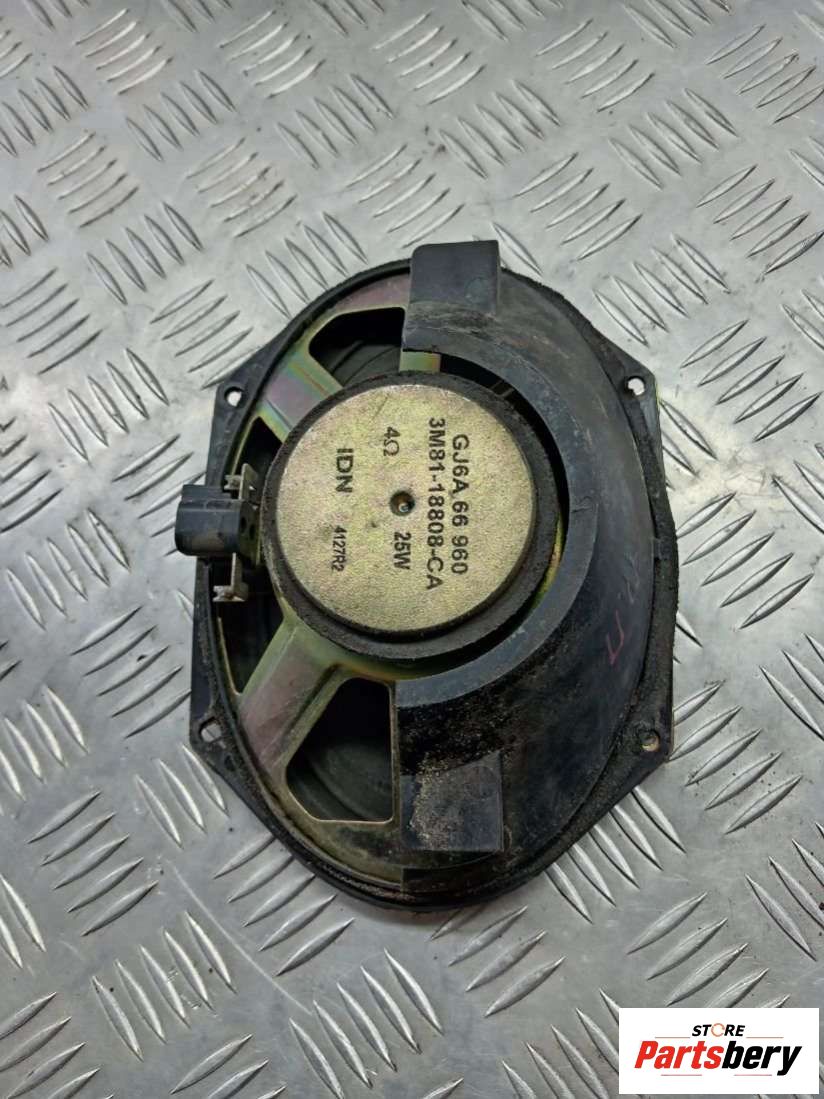 GJ6A 66 960
3M81-18808-CA
4Ω 25W
IDN 4127R2
STORE
Partsbery